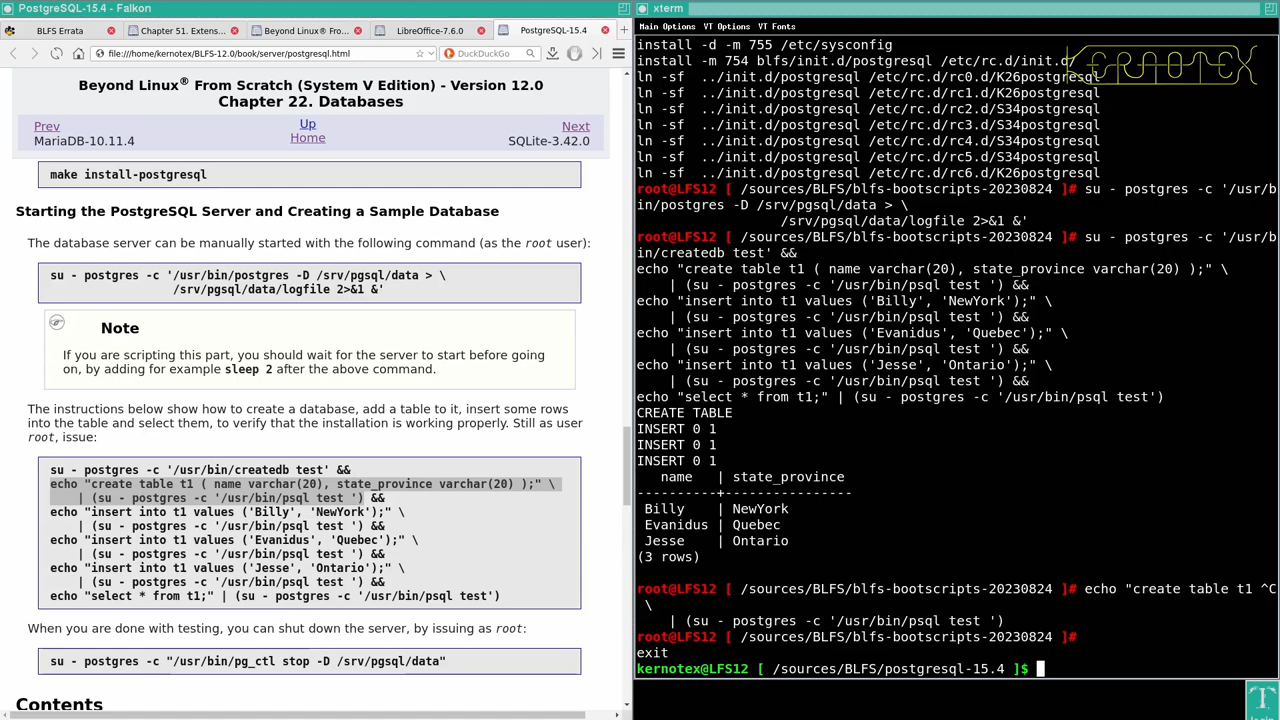 PostgreSQL-15.4 - Falkon
BLFS Errata
Chapter 51. Extens...
Beyond Linux® From
LibreOffice-7.6.0
PostgreSQL-15.4
file:///home/kernotex/BLFS-12.0/book/server/postgresql.html
DuckDuckGo
Beyond Linux® From Scratch (System V Edition) - Version 12.0
Chapter 22. Databases
Prev
Up
Next
MariaDB-10.11.4
Home
SQLite-3.42.0
make install-postgresql
Starting the PostgreSQL Server and Creating a Sample Database
The database server can be manually started with the following command (as the root user):
su - postgres -c '/usr/bin/postgres -D /srv/pgsql/data > \
/srv/pgsql/data/logfile 2>&1 &'
Note
If you are scripting this part, you should wait for the server to start before going
on, by adding for example sleep 2 after the above command.
The instructions below show how to create a database, add a table to it, insert some rows
into the table and select them, to verify that the installation is working properly. Still as user
root, issue:
su - postgres -c '/usr/bin/createdb test' &&
echo "create table t1 ( name varchar(20), state_province varchar(20) );" \
| (su - postgres -c '/usr/bin/psql test ') &&
echo "insert into t1 values ('Billy', 'NewYork');" \
| (su - postgres -c '/usr/bin/psql test ') &&
echo "insert into t1 values ('Evanidus', 'Quebec');" \
| (su - postgres -c '/usr/bin/psql test ') &&
echo "insert into t1 values ('Jesse', 'Ontario');" \
| (su - postgres -c '/usr/bin/psql test ') &&
echo "select * from t1;" | (su - postgres -c '/usr/bin/psql test')
When you are done with testing, you can shut down the server, by issuing as root:
su - postgres -c "/usr/bin/pg_ctl stop -D /srv/pgsql/data"
Contents
xterm
Main Options VT Options VT Fonts
KERNOTEX
install -d -m 755 /etc/sysconfig
install -m 754 blfs/init.d/postgresql /etc/rc.d/init.d/
ln -sf ../init.d/postgresql /etc/rc.d/rc0.d/K26postgresql
ln -sf ../init.d/postgresql /etc/rc.d/rc1.d/K26postgresql
ln -sf ../init.d/postgresql /etc/rc.d/rc2.d/S34postgresql
ln -sf ../init.d/postgresql /etc/rc.d/rc3.d/S34postgresql
ln -sf ../init.d/postgresql /etc/rc.d/rc4.d/S34postgresql
ln -sf ../init.d/postgresql /etc/rc.d/rc5.d/S34postgresql
ln -sf ../init.d/postgresql /etc/rc.d/rc6.d/K26postgresql
root@LFS12 [ /sources/BLFS/blfs-bootscripts-20230824 ]# su - postgres -c '/usr/b
in/postgres -D /srv/pgsql/data > \
/srv/pgsql/data/logfile 2>&1 &'
root@LFS12 [ /sources/BLFS/blfs-bootscripts-20230824 ]# su - postgres -c '/usr/b
in/createdb test' &&
echo "create table t1 ( name varchar(20), state_province varchar(20) );" \
| (su - postgres -c '/usr/bin/psql test ') &&
echo "insert into t1 values ('Billy', 'NewYork');" \
| (su - postgres -c '/usr/bin/psql test ') &&
echo "insert into t1 values ('Evanidus', 'Quebec');" \
| (su - postgres -c '/usr/bin/psql test ') &&
echo "insert into t1 values ('Jesse', 'Ontario');" \
| (su - postgres -c '/usr/bin/psql test ') &&
echo "select * from t1;" | (su - postgres -c '/usr/bin/psql test')
CREATE TABLE
INSERT 0 1
INSERT 0 1
INSERT 0 1
name | state_province
----------+----------------
Billy | NewYork
Evanidus | Quebec
Jesse | Ontario
(3 rows)
root@LFS12 [ /sources/BLFS/blfs-bootscripts-20230824 ]# echo "create table t1 ^C
\
| (su - postgres -c '/usr/bin/psql test ')
root@LFS12 [ /sources/BLFS/blfs-bootscripts-20230824 ]#
exit
kernotex@LFS12 [ /sources/BLFS/postgresql-15.4 ]$